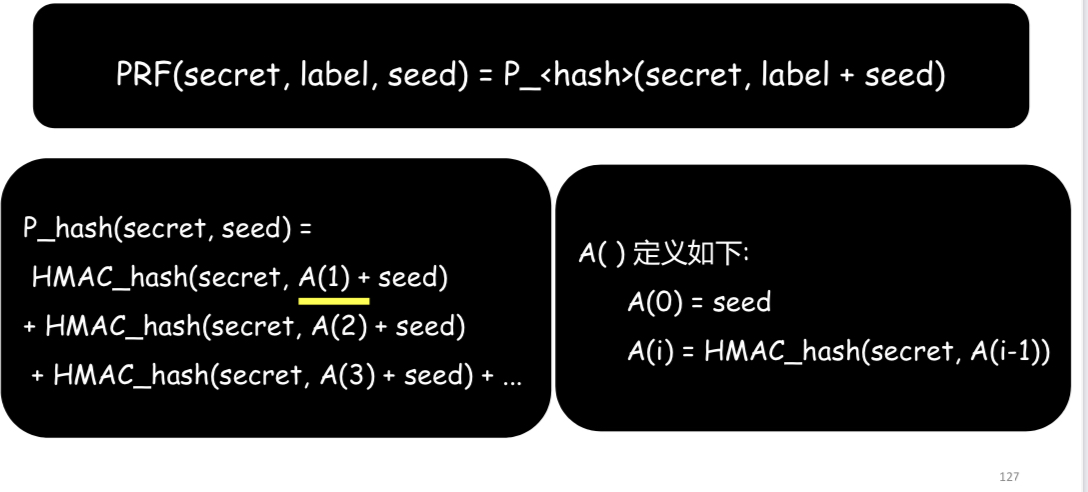 PRF(secret, label, seed) = P_<hash>(secret, label + seed)
P_hash(secret, seed) =
HMAC_hash(secret, A(1) + seed)
+ HMAC_hash(secret, A(2) + seed)
+ HMAC_hash(secret, A(3) + seed) + ...
A( ) 定义如下:
A(0) = seed
A(i) = HMAC_hash(secret, A(i-1))
127